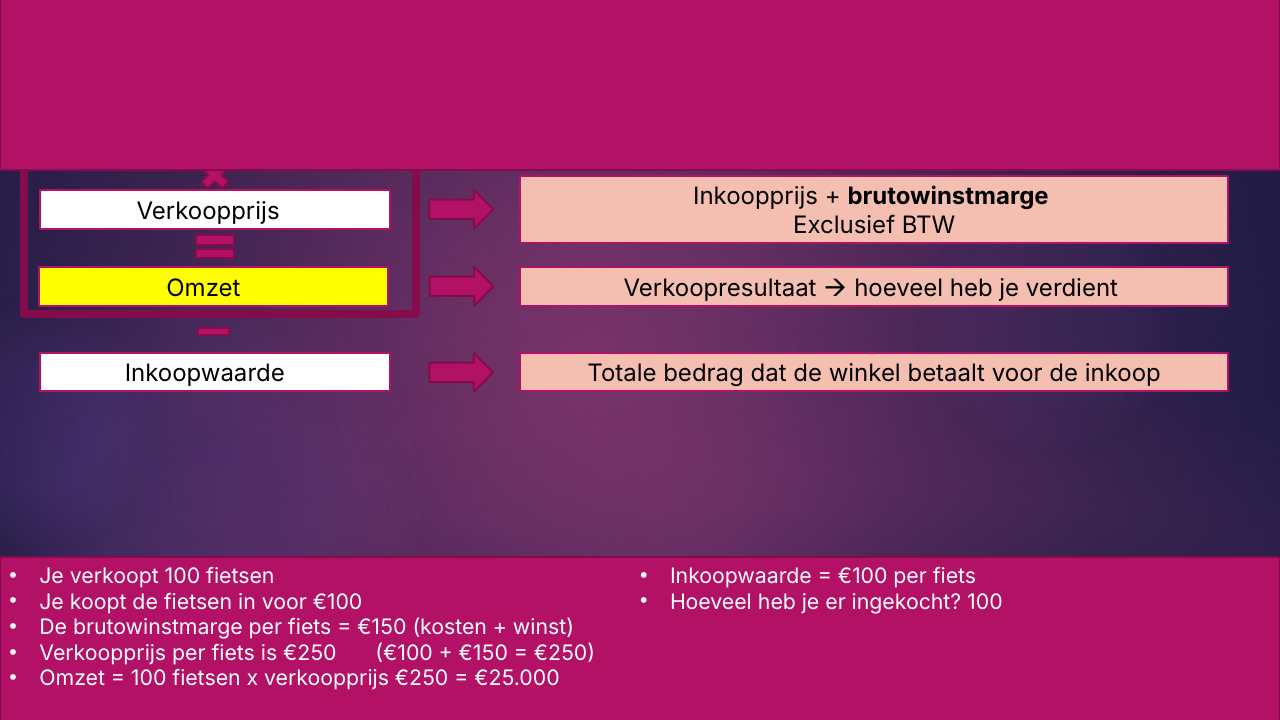 Verkoopprijs
Inkoopprijs + brutowinstmarge
Exclusief BTW
Omzet
Verkoopresultaat → hoeveel heb je verdient
Inkoopwaarde
Totale bedrag dat de winkel betaalt voor de inkoop
• Je verkoopt 100 fietsen
• Je koopt de fietsen in voor €100
• De brutowinstmarge per fiets = €150 (kosten + winst)
• Verkoopprijs per fiets is €250 (€100 + €150 = €250)
• Omzet = 100 fietsen x verkoopprijs €250 = €25.000
• Inkoopwaarde = €100 per fiets
• Hoeveel heb je er ingekocht? 100